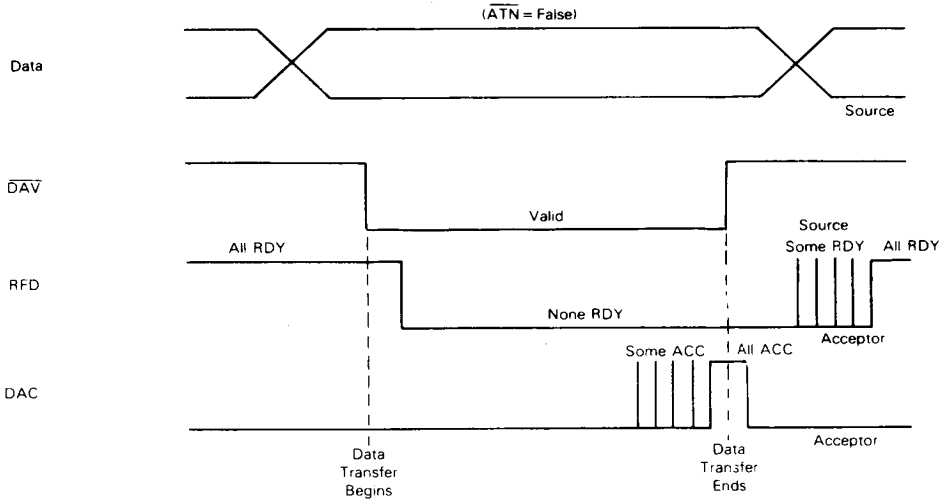 (ATN = False)
Data
Source
DAV
Valid
Source
All RDY
Some RDY
All RDY
RFD
None RDY
Acceptor
Some ACC
All ACC
DAC
Acceptor
Data
Transfer
Begins
Data
Transfer
Ends